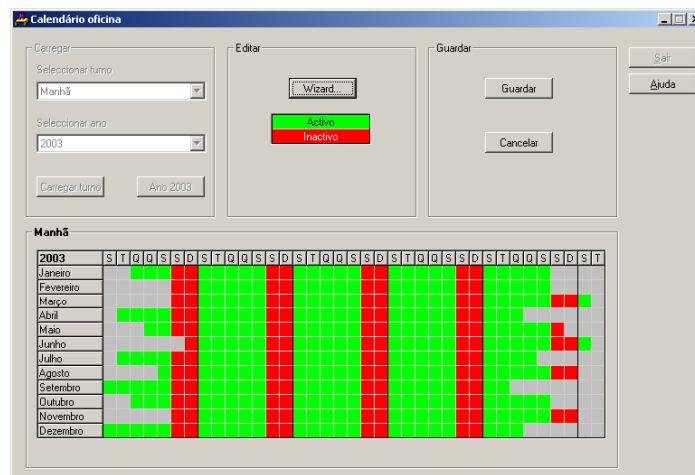 Calendário oficina
Carregar
Seleccionar turno
Manhã
Seleccionar ano
2003
Carregar turno
Ano 2003
Editar
Wizard...
Activo
Inactivo
Guardar
Guardar
Cancelar
Sair
Ajuda
Manhã
2003 S T Q Q S S D S T Q Q S S D S T Q Q S S D S T Q Q S S D S T Q Q S S D S T
Janeiro
Fevereiro
Março
Abril
Maio
Junho
Julho
Agosto
Setembro
Outubro
Novembro
Dezembro